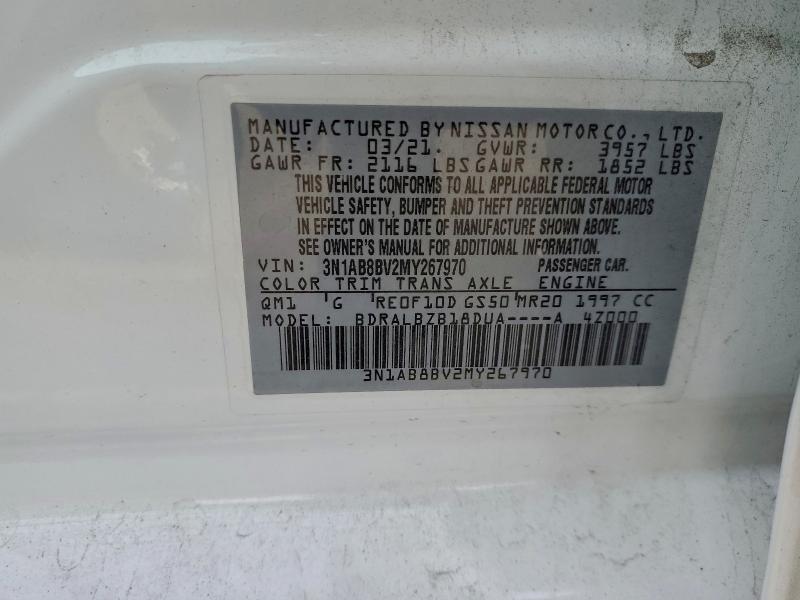 MANUFACTURED BY NISSAN MOTOR CO., LTD.
DATE: 03/21. GVWR: 3957 LBS
GAWR FR: 2116 LBS GAWR RR: 1852 LBS
THIS VEHICLE CONFORMS TO ALL APPLICABLE FEDERAL MOTOR
VEHICLE SAFETY, BUMPER AND THEFT PREVENTION STANDARDS
IN EFFECT ON THE DATE OF MANUFACTURE SHOWN ABOVE.
SEE OWNER'S MANUAL FOR ADDITIONAL INFORMATION.
VIN: 3N1AB8BV2MY267970 PASSENGER CAR.
COLOR TRIM TRANS AXLE ENGINE
QM1 'G 'RE0F10D GS50'MR20 1997 CC
MODEL: BDRALBZB18DUA----A 4Z000
3N1AB8BV2MY267970